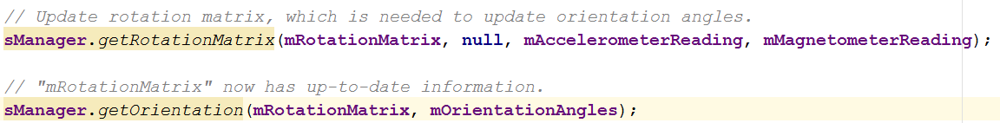 // Update rotation matrix, which is needed to update orientation angles.
sManager.getRotationMatrix(mRotationMatrix, null, mAccelerometerReading, mMagnetometerReading);
// "mRotationMatrix" now has up-to-date information.
sManager.getOrientation(mRotationMatrix, mOrientationAngles);